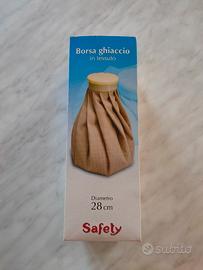 Borsa ghiaccio
in tessuto
Diametro
28 cm
Safety
subito